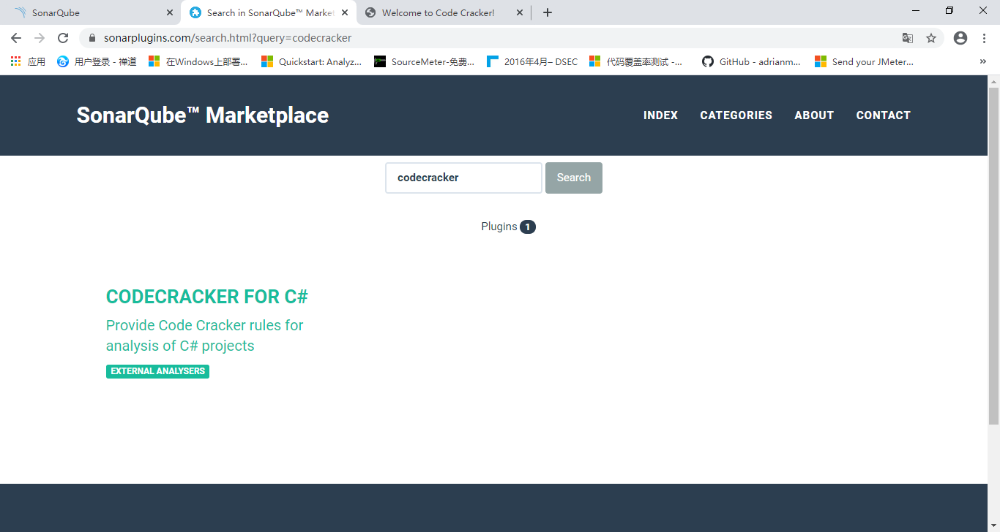 SonarQube
Search in SonarQube™ Market
Welcome to Code Cracker!
sonarplugins.com/search.html?query=codecracker
应用
用户登录 - 禅道
在Windows上部署...
Quickstart: Analyz...
SourceMeter-免费...
2016年4月– DSEC
代码覆盖率测试 -...
GitHub - adrianm...
Send your JMeter...
»
SonarQube™ Marketplace
INDEX
CATEGORIES
ABOUT
CONTACT
codecracker
Search
Plugins 1
CODECRACKER FOR C#
Provide Code Cracker rules for
analysis of C# projects
EXTERNAL ANALYSERS